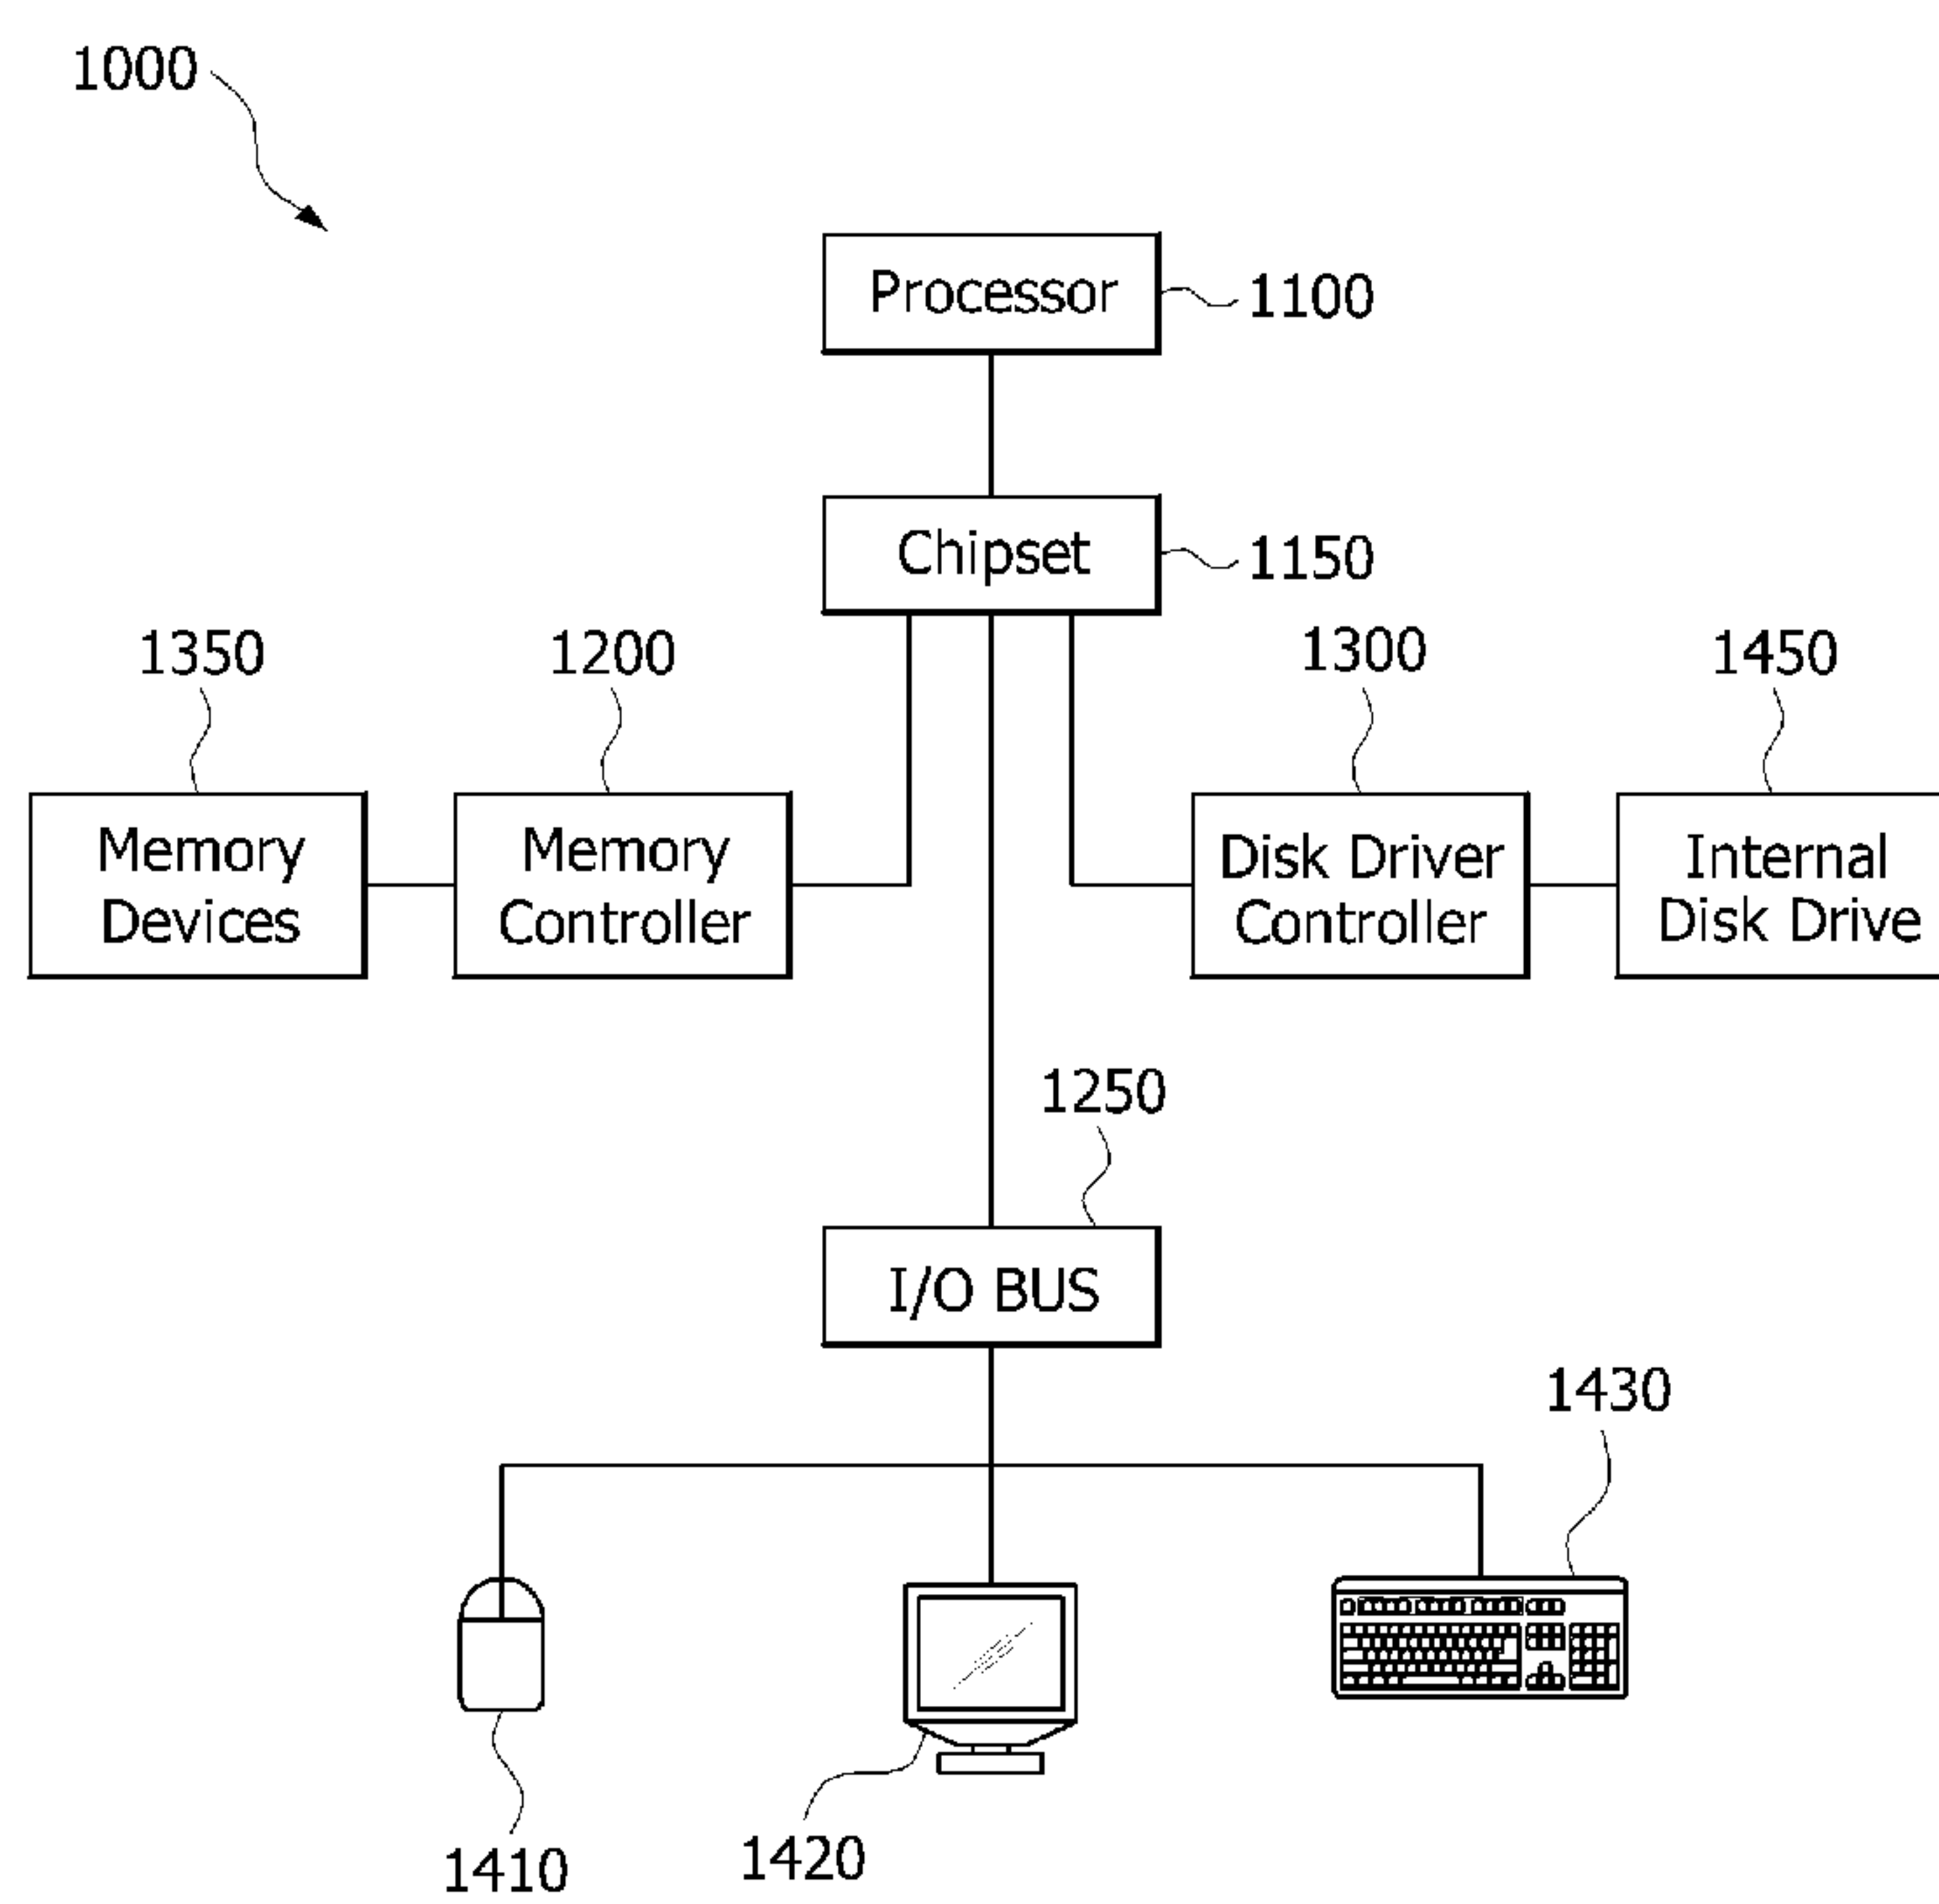 1000
Processor
1100
Chipset
1150
1350
1200
1300
1450
Memory
Devices
Memory
Controller
Disk Driver
Controller
Internal
Disk Drive
1250
I/O BUS
1430
1410
1420